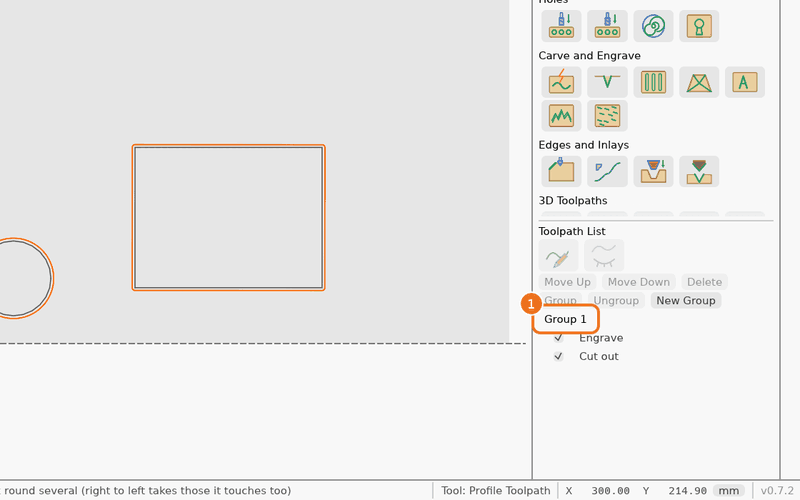 Holes
Carve and Engrave
A
Edges and Inlays
3D Toolpaths
Toolpath List
Move Up Move Down Delete
Group Ungroup New Group
1
Group 1
Engrave
Cut out
round several (right to left takes those it touches too) Tool: Profile Toolpath X 300.00 Y 214.90 mm v0.7.2